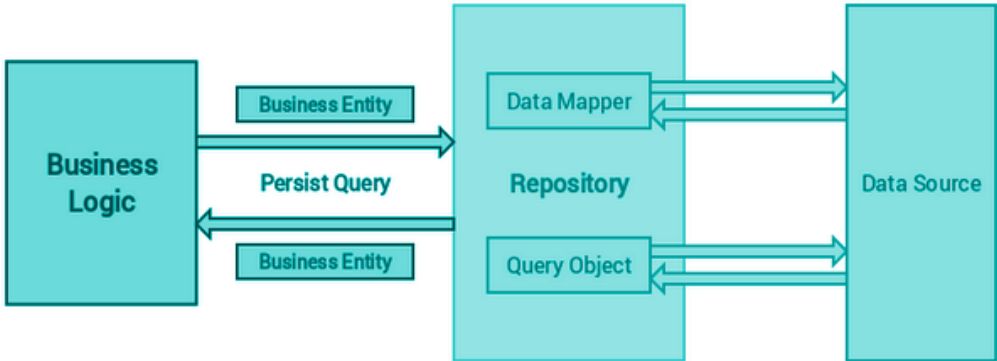 Business
Logic
Business Entity
Persist Query
Business Entity
Data Mapper
Repository
Query Object
Data Source